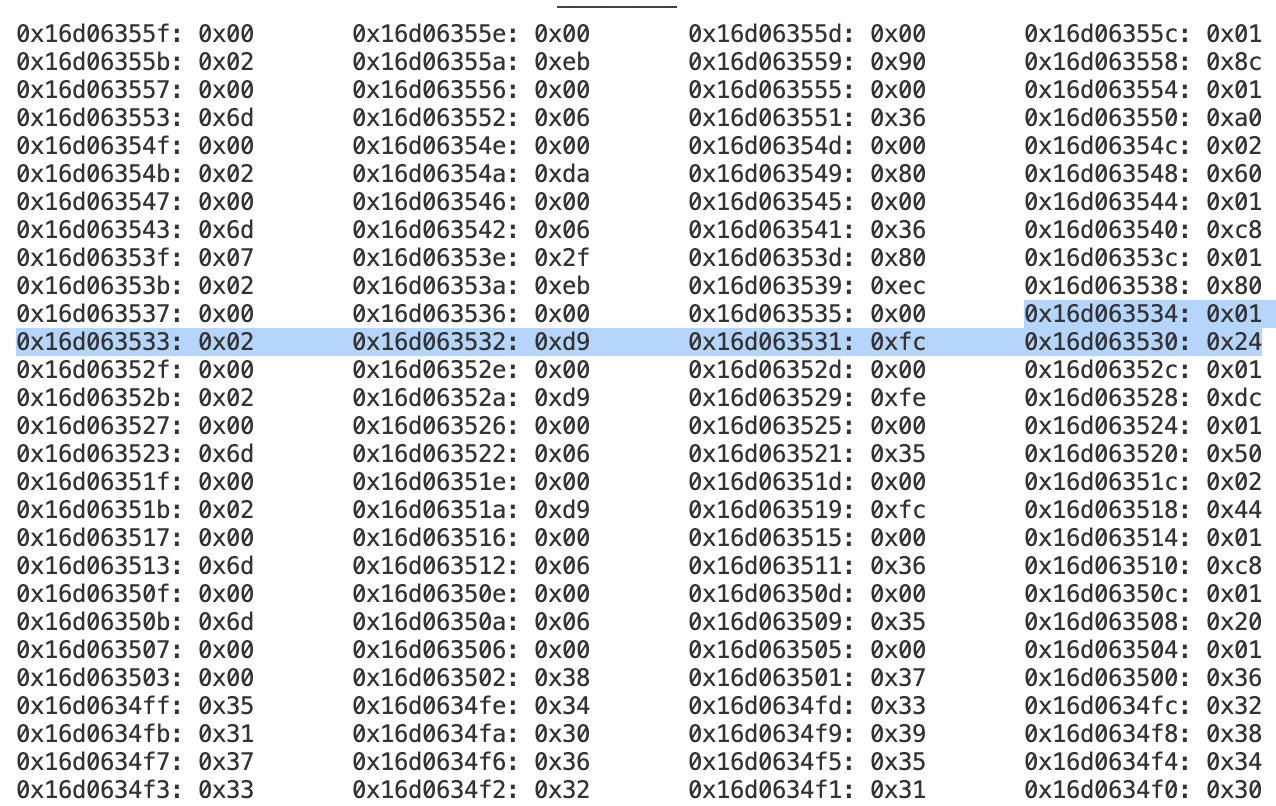 0x16d06355f: 0x00 0x16d06355e: 0x00 0x16d06355d: 0x00 0x16d06355c: 0x01
0x16d06355b: 0x02 0x16d06355a: 0xeb 0x16d063559: 0x90 0x16d063558: 0x8c
0x16d063557: 0x00 0x16d063556: 0x00 0x16d063555: 0x00 0x16d063554: 0x01
0x16d063553: 0x6d 0x16d063552: 0x06 0x16d063551: 0x36 0x16d063550: 0xa0
0x16d06354f: 0x00 0x16d06354e: 0x00 0x16d06354d: 0x00 0x16d06354c: 0x02
0x16d06354b: 0x02 0x16d06354a: 0xda 0x16d063549: 0x80 0x16d063548: 0x60
0x16d063547: 0x00 0x16d063546: 0x00 0x16d063545: 0x00 0x16d063544: 0x01
0x16d063543: 0x6d 0x16d063542: 0x06 0x16d063541: 0x36 0x16d063540: 0xc8
0x16d06353f: 0x07 0x16d06353e: 0x2f 0x16d06353d: 0x80 0x16d06353c: 0x01
0x16d06353b: 0x02 0x16d06353a: 0xeb 0x16d063539: 0xec 0x16d063538: 0x80
0x16d063537: 0x00 0x16d063536: 0x00 0x16d063535: 0x00 0x16d063534: 0x01
0x16d063533: 0x02 0x16d063532: 0xd9 0x16d063531: 0xfc 0x16d063530: 0x24
0x16d06352f: 0x00 0x16d06352e: 0x00 0x16d06352d: 0x00 0x16d06352c: 0x01
0x16d06352b: 0x02 0x16d06352a: 0xd9 0x16d063529: 0xfe 0x16d063528: 0xdc
0x16d063527: 0x00 0x16d063526: 0x00 0x16d063525: 0x00 0x16d063524: 0x01
0x16d063523: 0x6d 0x16d063522: 0x06 0x16d063521: 0x35 0x16d063520: 0x50
0x16d06351f: 0x00 0x16d06351e: 0x00 0x16d06351d: 0x00 0x16d06351c: 0x02
0x16d06351b: 0x02 0x16d06351a: 0xd9 0x16d063519: 0xfc 0x16d063518: 0x44
0x16d063517: 0x00 0x16d063516: 0x00 0x16d063515: 0x00 0x16d063514: 0x01
0x16d063513: 0x6d 0x16d063512: 0x06 0x16d063511: 0x36 0x16d063510: 0xc8
0x16d06350f: 0x00 0x16d06350e: 0x00 0x16d06350d: 0x00 0x16d06350c: 0x01
0x16d06350b: 0x6d 0x16d06350a: 0x06 0x16d063509: 0x35 0x16d063508: 0x20
0x16d063507: 0x00 0x16d063506: 0x00 0x16d063505: 0x00 0x16d063504: 0x01
0x16d063503: 0x00 0x16d063502: 0x38 0x16d063501: 0x37 0x16d063500: 0x36
0x16d0634ff: 0x35 0x16d0634fe: 0x34 0x16d0634fd: 0x33 0x16d0634fc: 0x32
0x16d0634fb: 0x31 0x16d0634fa: 0x30 0x16d0634f9: 0x39 0x16d0634f8: 0x38
0x16d0634f7: 0x37 0x16d0634f6: 0x36 0x16d0634f5: 0x35 0x16d0634f4: 0x34
0x16d0634f3: 0x33 0x16d0634f2: 0x32 0x16d0634f1: 0x31 0x16d0634f0: 0x30